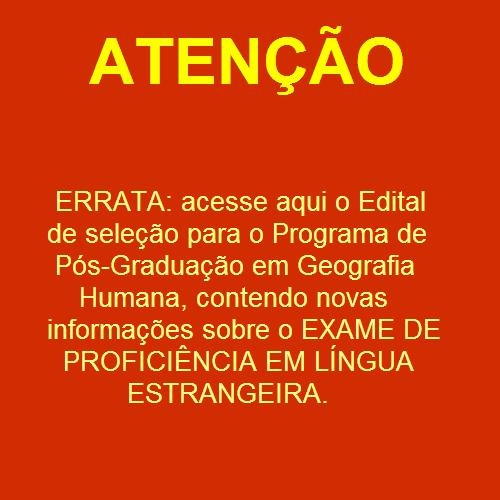 ATENÇÃO
ERRATA: acesse aqui o Edital
de seleção para o Programa de
Pós-Graduação em Geografia
Humana, contendo novas
informações sobre o EXAME DE
PROFICIÊNCIA EM LÍNGUA
ESTRANGEIRA.